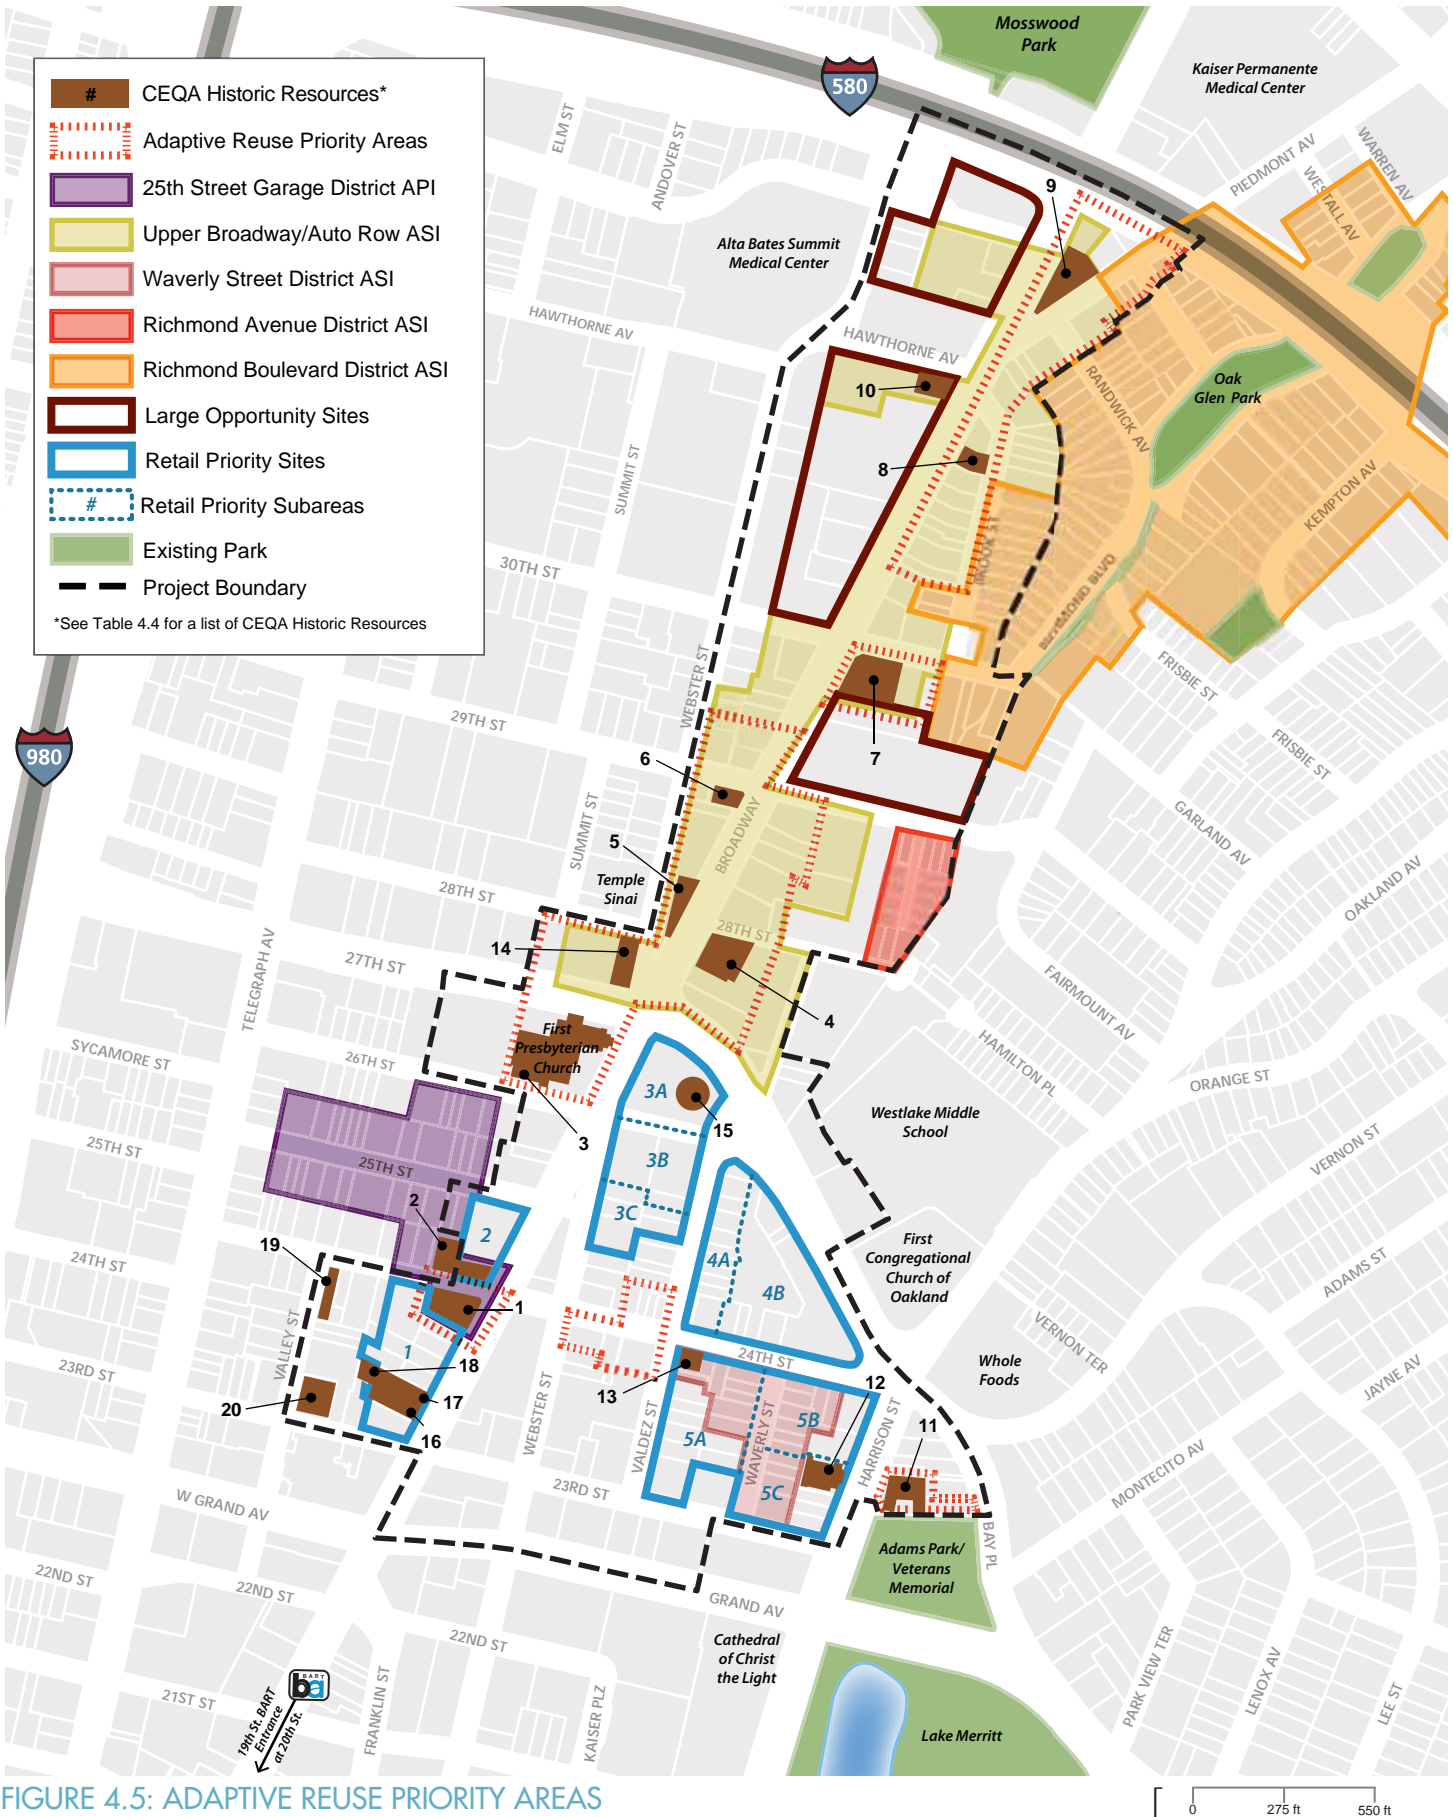 #
CEQA Historic Resources*
Adaptive Reuse Priority Areas
25th Street Garage District API
Upper Broadway/Auto Row ASI
Waverly Street District ASI
Richmond Avenue District ASI
Richmond Boulevard District ASI
Large Opportunity Sites
Retail Priority Sites
#
Retail Priority Subareas
Existing Park
Project Boundary
*See Table 4.4 for a list of CEQA Historic Resources
Mosswood
Park
580
Kaiser Permanente
Medical Center
ELM ST
ANDOVER ST
PIEDMONT AV
WARREN AV
WESTALL AV
9
Alta Bates Summit
Medical Center
HAWTHORNE AV
HAWTHORNE AV
10
RANDWICK AV
Oak
Glen Park
8
KEMPTON AV
SUMMIT ST
30TH ST
BROOK ST
RICHMOND BLVD
FRISBIE ST
WEBSTER ST
29TH ST
FRISBIE ST
7
980
6
BROADWAY
GARLAND AV
SUMMIT ST
5
Temple
Sinai
28TH ST
OAKLAND AV
28TH ST
14
27TH ST
TELEGRAPH AV
4
FAIRMOUNT AV
First
Presbyterian
Church
HAMILTON PL
SYCAMORE ST
26TH ST
ORANGE ST
3A
15
Westlake Middle
School
3
25TH ST
VERNON ST
3B
25TH ST
2
3C
2
19
24TH ST
First
Congregational
Church of
Oakland
ADAMS ST
4A
4B
1
VALLEY ST
VERNON TER
1
18
24TH ST
Whole
Foods
23RD ST
12
JAYNE AV
13
17
20
16
WEBSTER ST
VALDEZ ST
5A
WAVERLY ST
5B
HARRISON ST
11
MONTECITO AV
23RD ST
5C
W GRAND AV
BAY PL
Adams Park/
Veterans
Memorial
22ND ST
22ND ST
GRAND AV
22ND ST
Cathedral
of Christ
the Light
PARK VIEW TER
LENOX AV
LEE ST
BART
ba
21ST ST
FRANKLIN ST
KAISER PLZ
19th St. BART
Entrance
at 20th St.
Lake Merritt
FIGURE 4.5: ADAPTIVE REUSE PRIORITY AREAS
0
275 ft
550 ft